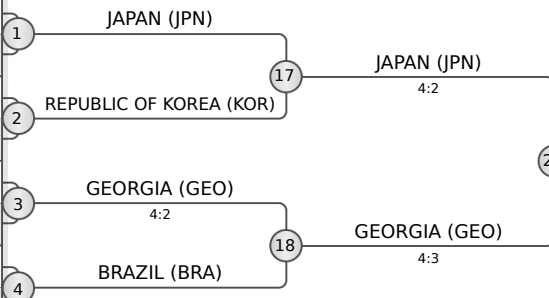 JAPAN (JPN)
1
17
JAPAN (JPN)
4:2
REPUBLIC OF KOREA (KOR)
2
GEORGIA (GEO)
3
4:2
18
GEORGIA (GEO)
4:3
BRAZIL (BRA)
4